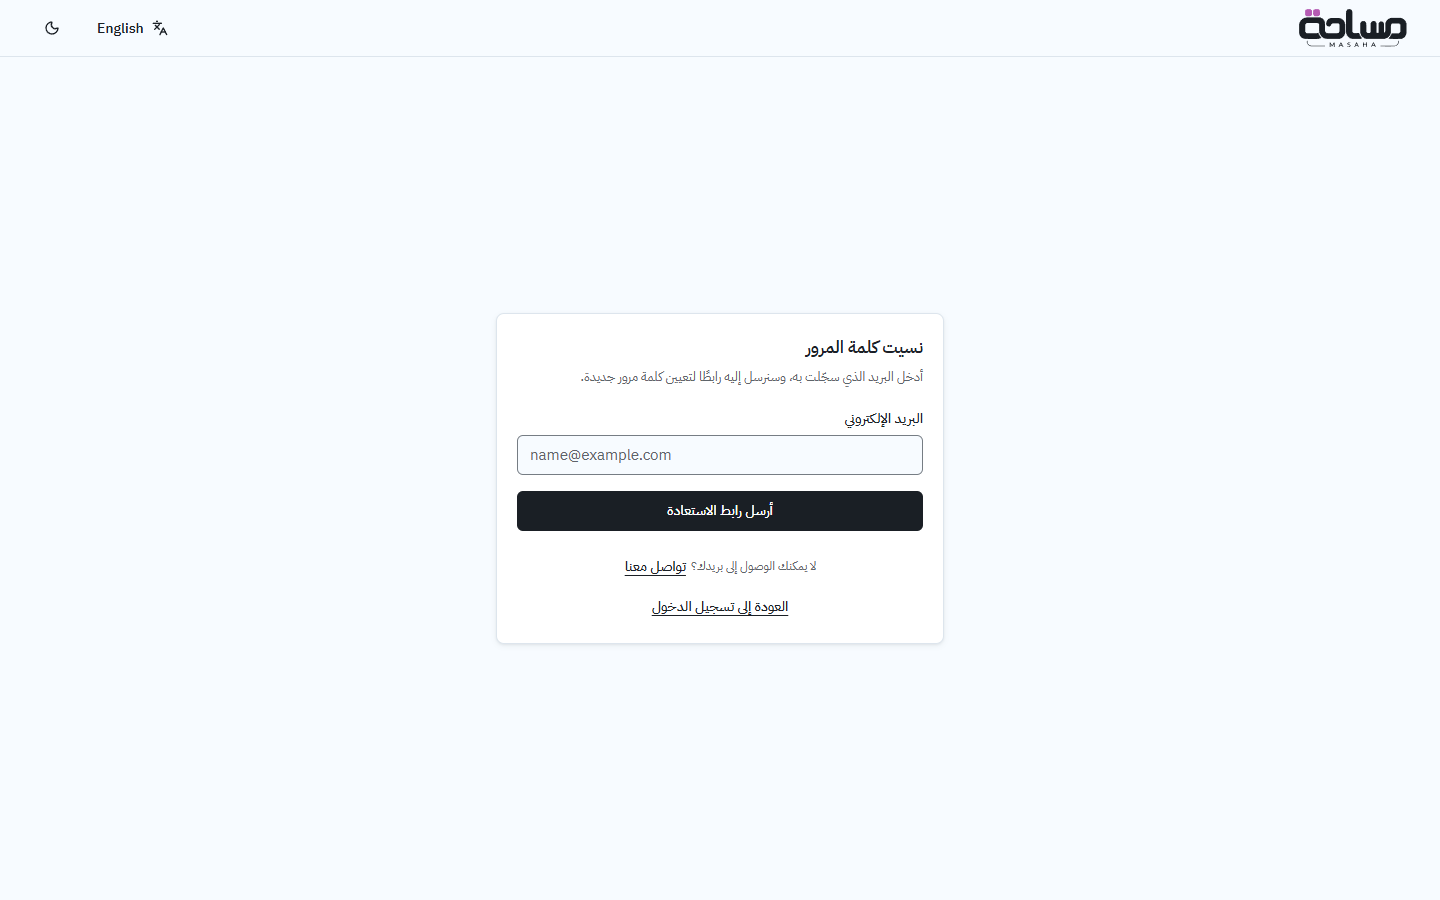 مساحة
MASAHA
English
نسيت كلمة المرور
أدخل البريد الذي سجّلت به، وسنرسل إليه رابطًا لتعيين كلمة مرور جديدة.
البريد الإلكتروني
name@example.com
أرسل رابط الاستعادة
لا يمكنك الوصول إلى بريدك؟ تواصل معنا
العودة إلى تسجيل الدخول